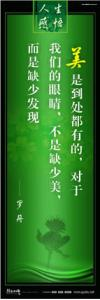 人生
感悟
美是到处都有的，对于
我们的眼睛，不是缺少美，
而是缺少发现
——罗丹